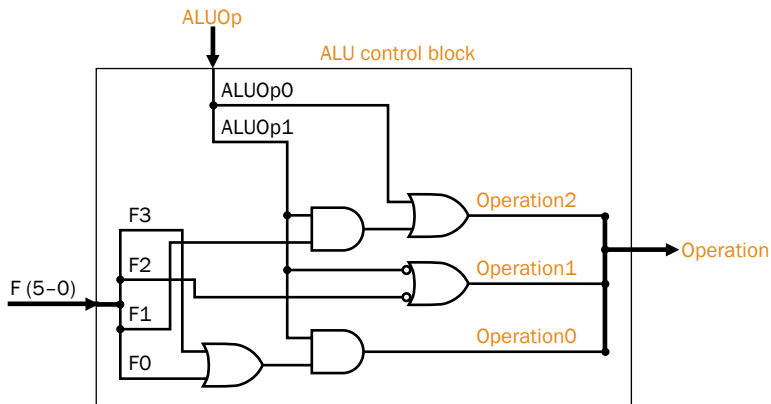 ALUOp
ALU control block
ALUOp0
ALUOp1
F3
Operation2
Operation
F2
Operation1
F (5–0)
F1
Operation0
F0